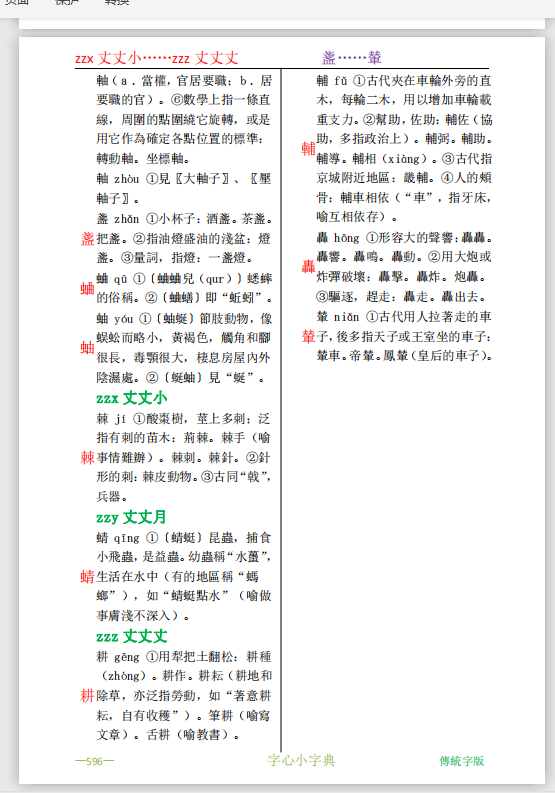 zzx 丈丈小……zzz 丈丈丈
盞……輦
軸（a．當權，官居要職；b．居
要職的官）。⑥數學上指一條直
線，周圍的點圍繞它旋轉，或是
用它作為確定各點位置的標準：
轉動軸。坐標軸。
軸 zhòu ①見〖大軸子〗、〖壓
軸子〗。
盞 zhǎn ①小杯子：酒盞。茶盞。
盞 把盞。②指油燈盛油的淺盆：燈
盞。③量詞，指燈：一盞燈。
蛐 qū ①〔蛐蛐兒（qur）〕蟋蟀
蛐 的俗稱。②〔蛐蟮〕即“蚯蚓”。
蚰 yóu ①〔蚰蜒〕節肢動物，像
蜈蚣而略小，黃褐色，觸角和腳
蚰 很長，毒顎很大，棲息房屋內外
陰濕處。②〔蜒蚰〕見“蜒”。
zzx 丈丈小
棘 jí ①酸棗樹，莖上多刺；泛
指有刺的苗木：荊棘。棘手（喻
棘 事情難辦）。棘刺。棘針。②針
形的刺：棘皮動物。③古同“戟”，
兵器。
zzy 丈丈月
蜻 qīng ①〔蜻蜓〕昆蟲，捕食
小飛蟲，是益蟲。幼蟲稱“水蠆”，
蜻 生活在水中（有的地區稱“螞
螂”），如“蜻蜓點水”（喻做
事膚淺不深入）。
zzz 丈丈丈
耕 gēng ①用犁把土翻松：耕種
（zhòng）。耕作。耕耘（耕地和
耕 除草，亦泛指勞動，如“著意耕
耘，自有收穫”）。筆耕（喻寫
文章）。舌耕（喻教書）。
輔 fǔ ①古代夾在車輪外旁的直
木，每輪二木，用以增加車輪載
重支力。②幫助，佐助：輔佐（協
輔 助，多指政治上）。輔弼。輔助。
輔導。輔相（xiàng）。③古代指
京城附近地區：畿輔。④人的頰
骨：輔車相依（“車”，指牙床，
喻互相依存）。
轟 hōng ①形容大的聲響：轟轟。
轟響。轟鳴。轟動。②用大炮或
轟 炸彈破壞：轟擊。轟炸。炮轟。
③驅逐，趕走：轟走。轟出去。
輦 niǎn ①古代用人拉著走的車
輦 子，後多指天子或王室坐的車子：
輦車。帝輦。鳳輦（皇后的車子）。
—596—
字心小字典
傳統字版